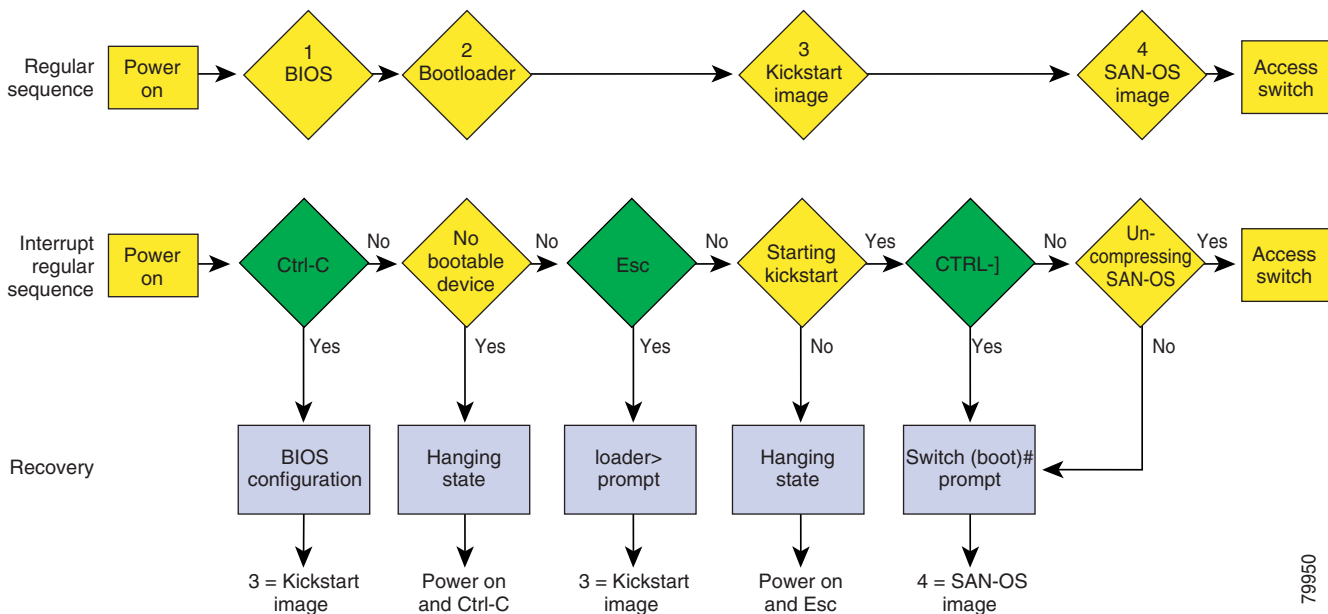 Regular
sequence
Power
on
1
BIOS
2
Bootloader
3
Kickstart
image
4
SAN-OS
image
Access
switch
Interrupt
regular
sequence
Power
on
Ctrl-C
No
No
bootable
device
No
Esc
No
Starting
kickstart
Yes
CTRL-]
No
Un-
compressing
SAN-OS
Yes
Access
switch
Yes
Yes
Yes
No
Yes
No
Recovery
BIOS
configuration
Hanging
state
loader>
prompt
Hanging
state
Switch (boot)#
prompt
3 = Kickstart
image
Power on
and Ctrl-C
3 = Kickstart
image
Power on
and Esc
4 = SAN-OS
image
79950